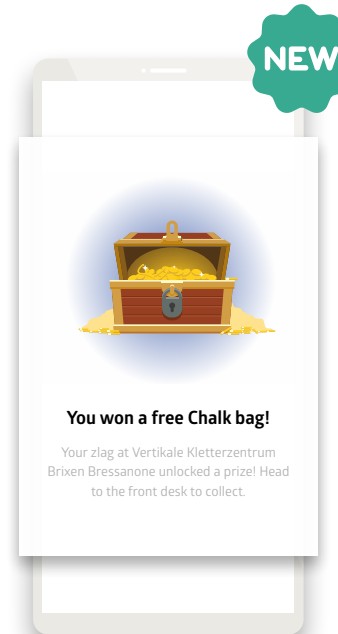 NEW
You won a free Chalk bag!
Your zlag at Vertikale Kletterzentrum
Brixen Bressanone unlocked a prize! Head
to the front desk to collect.